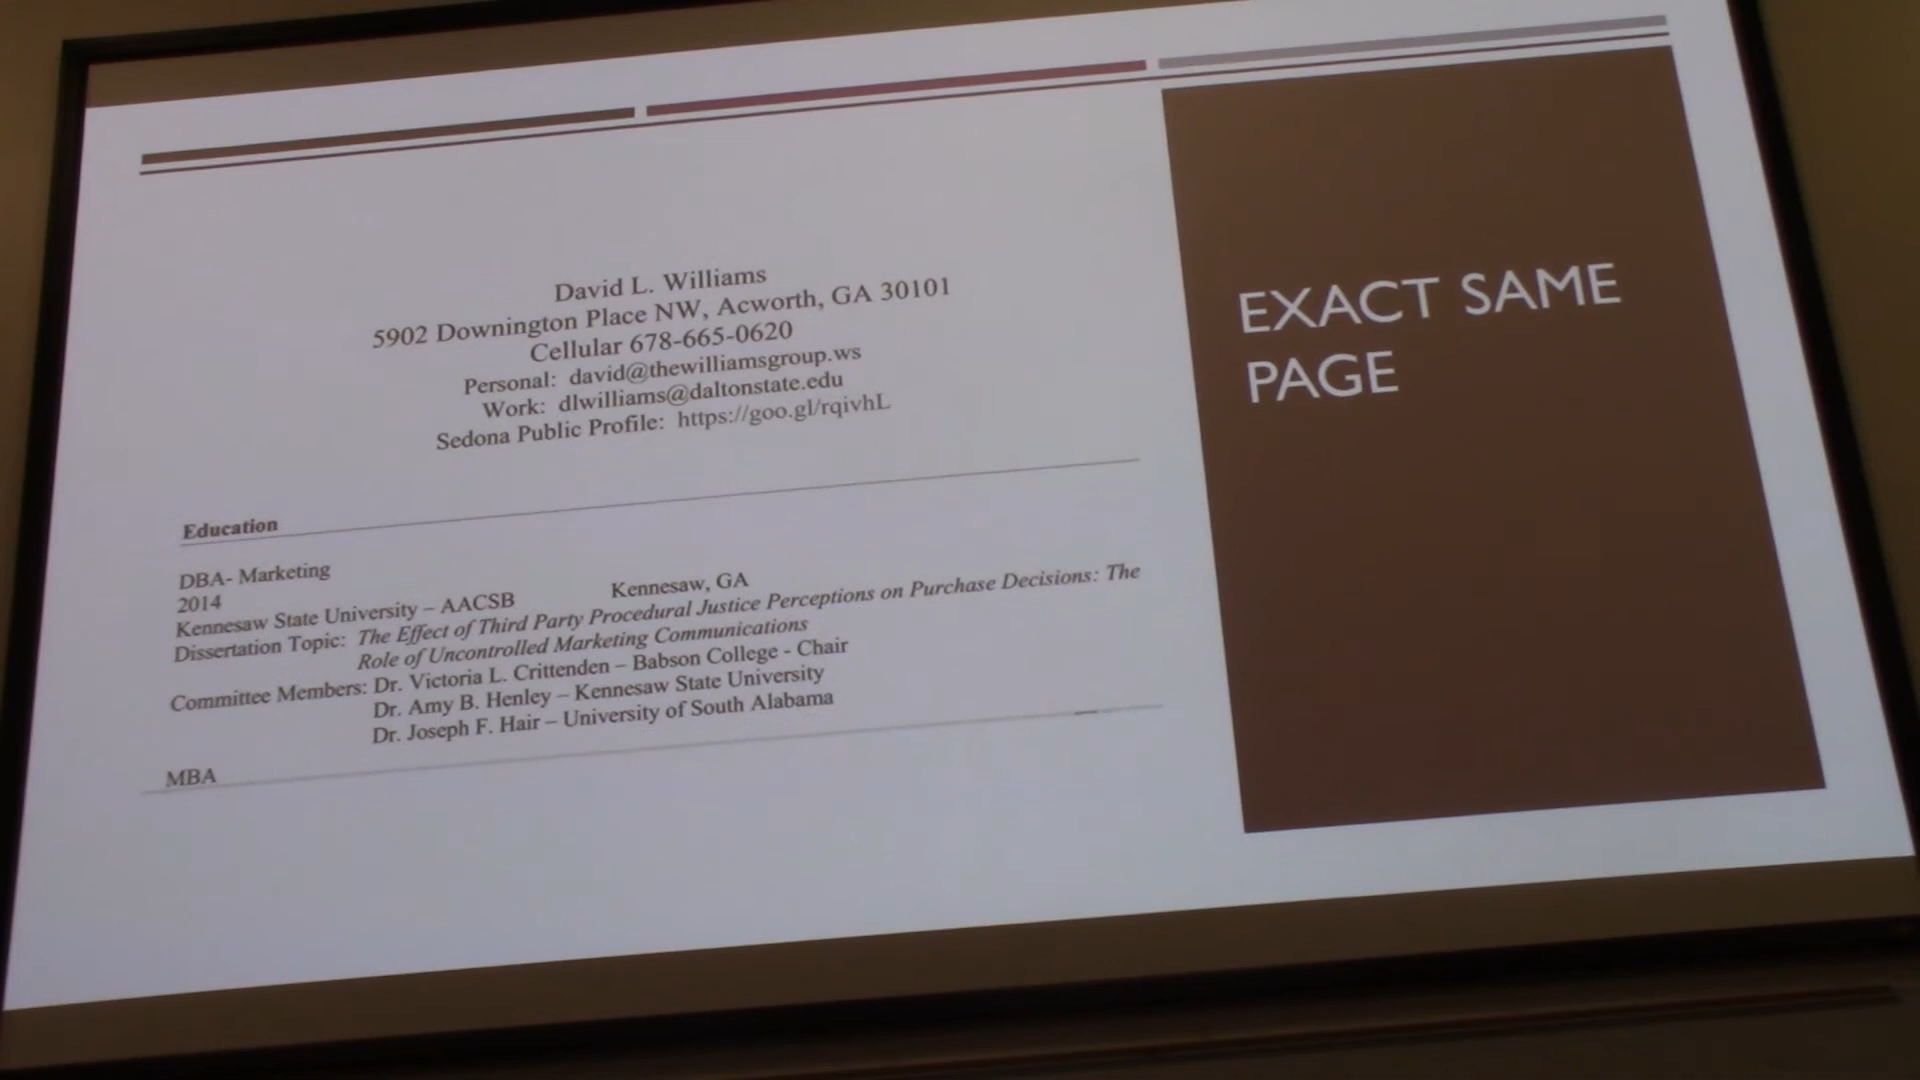 David L. Williams
5902 Downington Place NW, Acworth, GA 30101
Cellular 678-665-0620
Personal: david@thewilliamsgroup.ws
Work: dlwilliams@daltonstate.edu
Sedona Public Profile: https://goo.gl/rqivhL
Education
DBA- Marketing
2014
Kennesaw State University – AACSB Kennesaw, GA
Dissertation Topic: The Effect of Third Party Procedural Justice Perceptions on Purchase Decisions: The
Role of Uncontrolled Marketing Communications
Committee Members: Dr. Victoria L. Crittenden – Babson College - Chair
Dr. Amy B. Henley – Kennesaw State University
Dr. Joseph F. Hair – University of South Alabama
MBA
EXACT SAME
PAGE